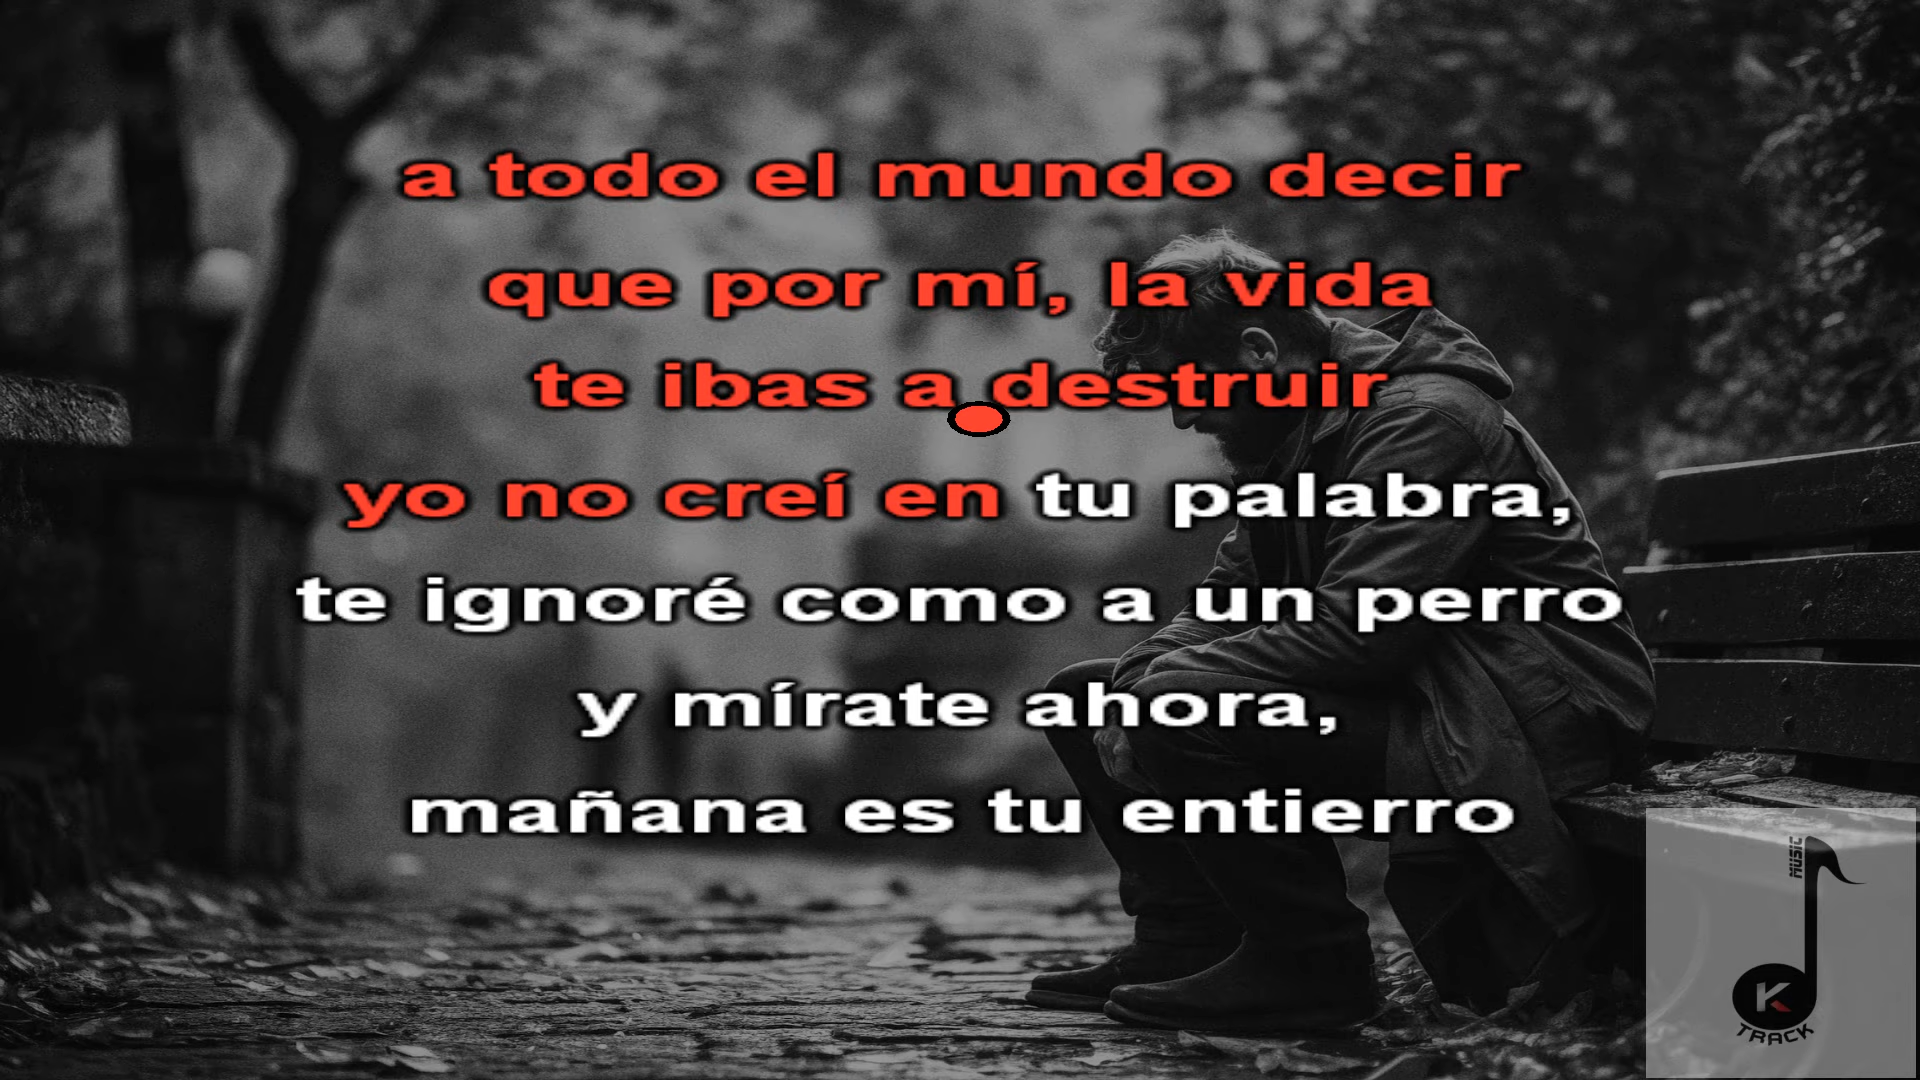 a todo el mundo decir
que por mí, la vida
te ibas a destruir
yo no creí en tu palabra,
te ignoré como a un perro
y mírate ahora,
mañana es tu entierro
MUSIC
K
TRACK